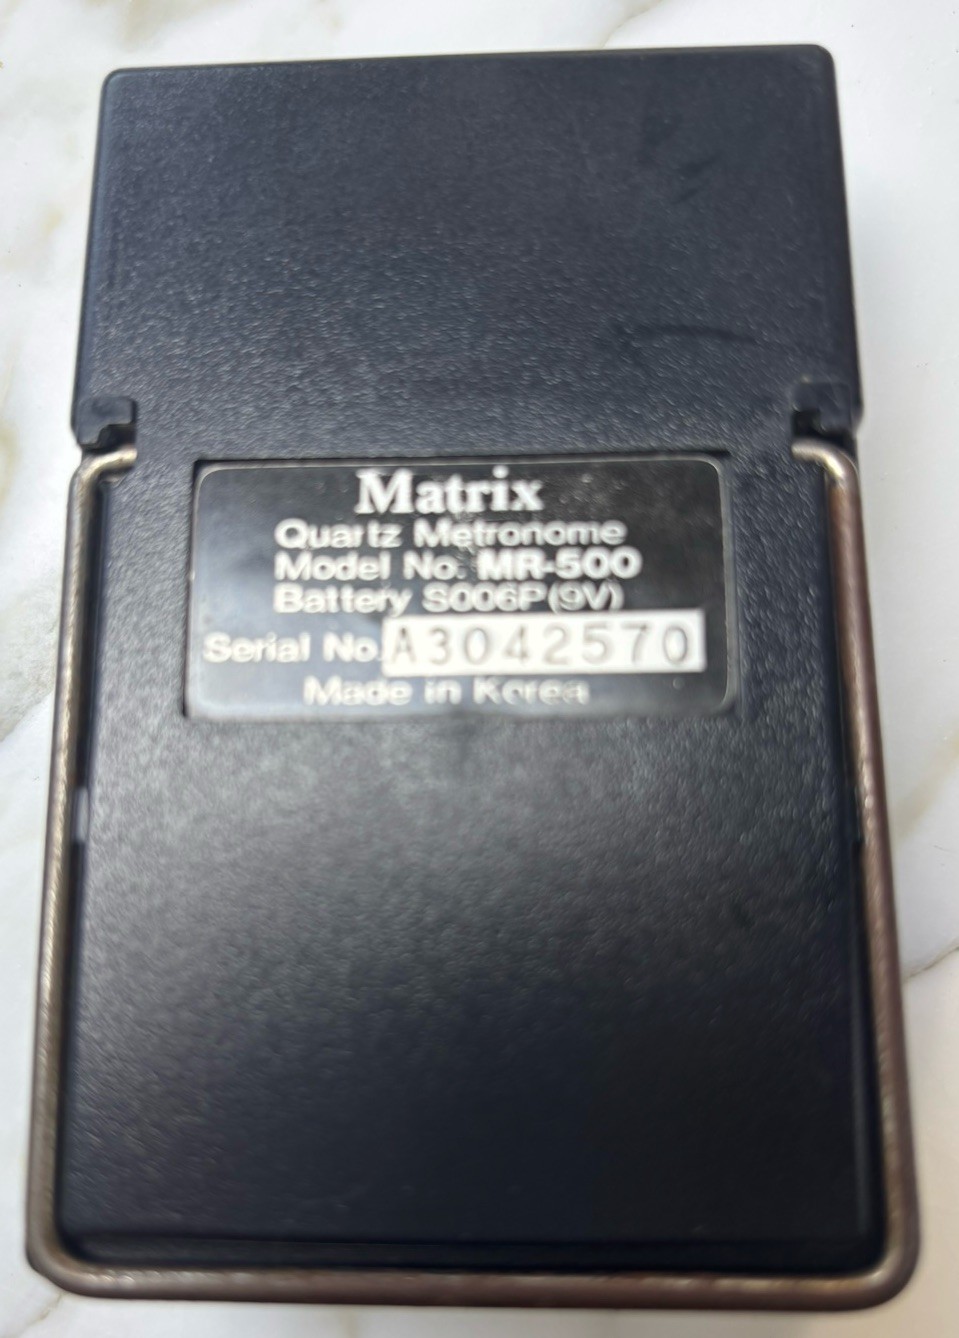 Matrix
Quartz Metronome
Model No. MR-500
Battery S006P(9V)
Serial No. A3042570
Made in Korea